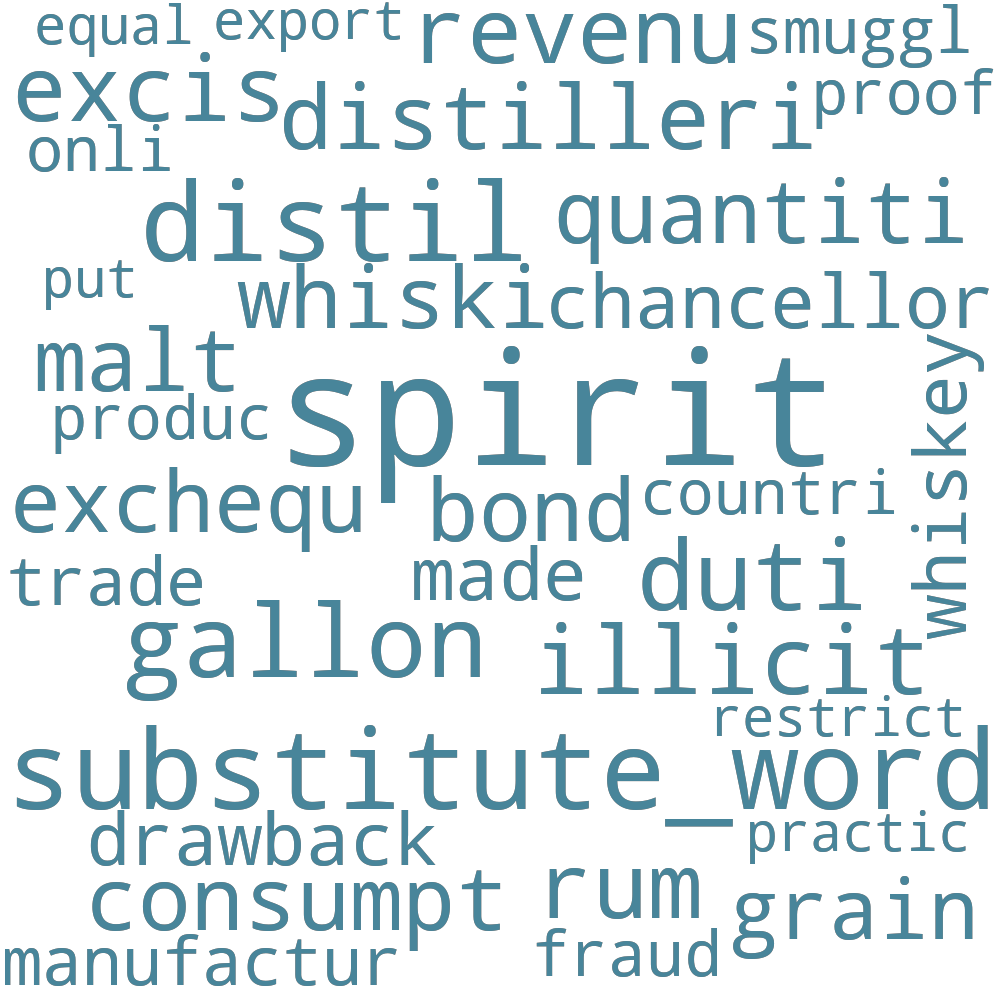 equal export revenu smuggl
excis distilleri proof
onli
distil quantiti
put whiski chancellor
malt spirit whiskey
produc
exchequ bond countri
trade made duti
gallon illicit
restrict
substitute_word
drawback practic
consumpt rum grain
manufactur fraud